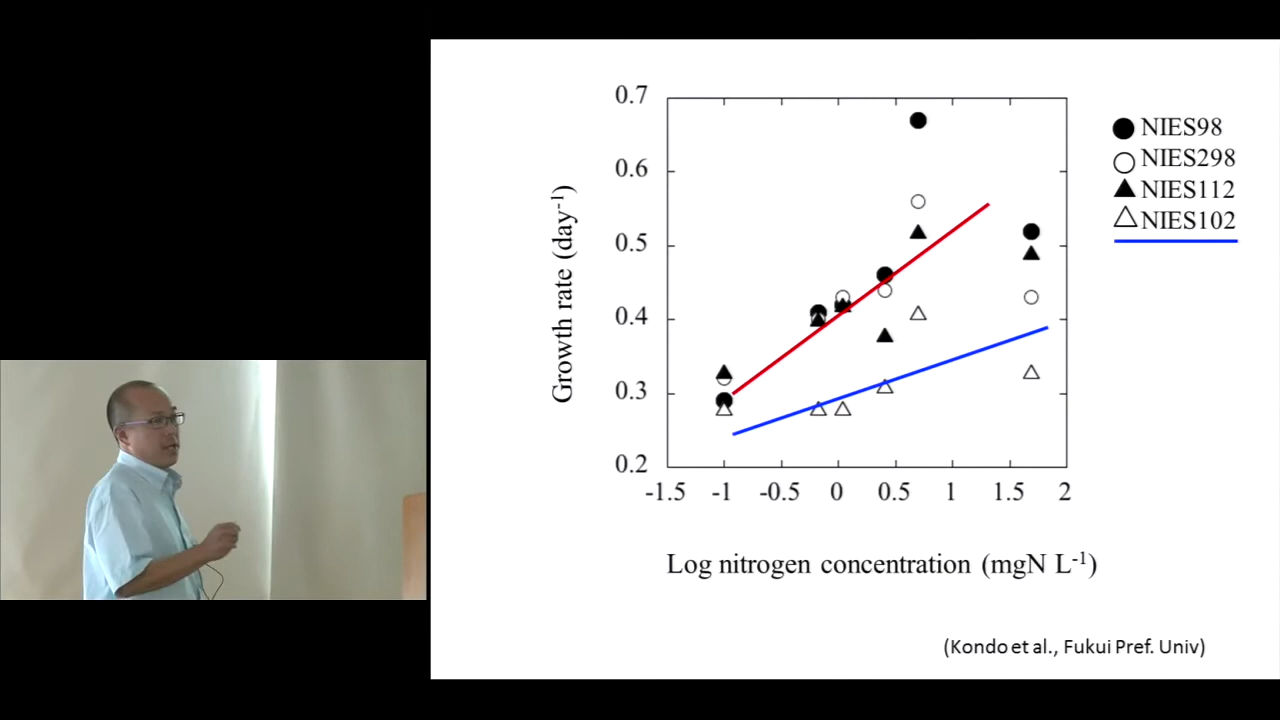 0.7
0.6
0.5
0.4
0.3
0.2
-1.5 -1 -0.5 0 0.5 1 1.5 2
Growth rate (day⁻¹)
Log nitrogen concentration (mgN L⁻¹)
NIES98
NIES298
NIES112
NIES102
(Kondo et al., Fukui Pref. Univ)